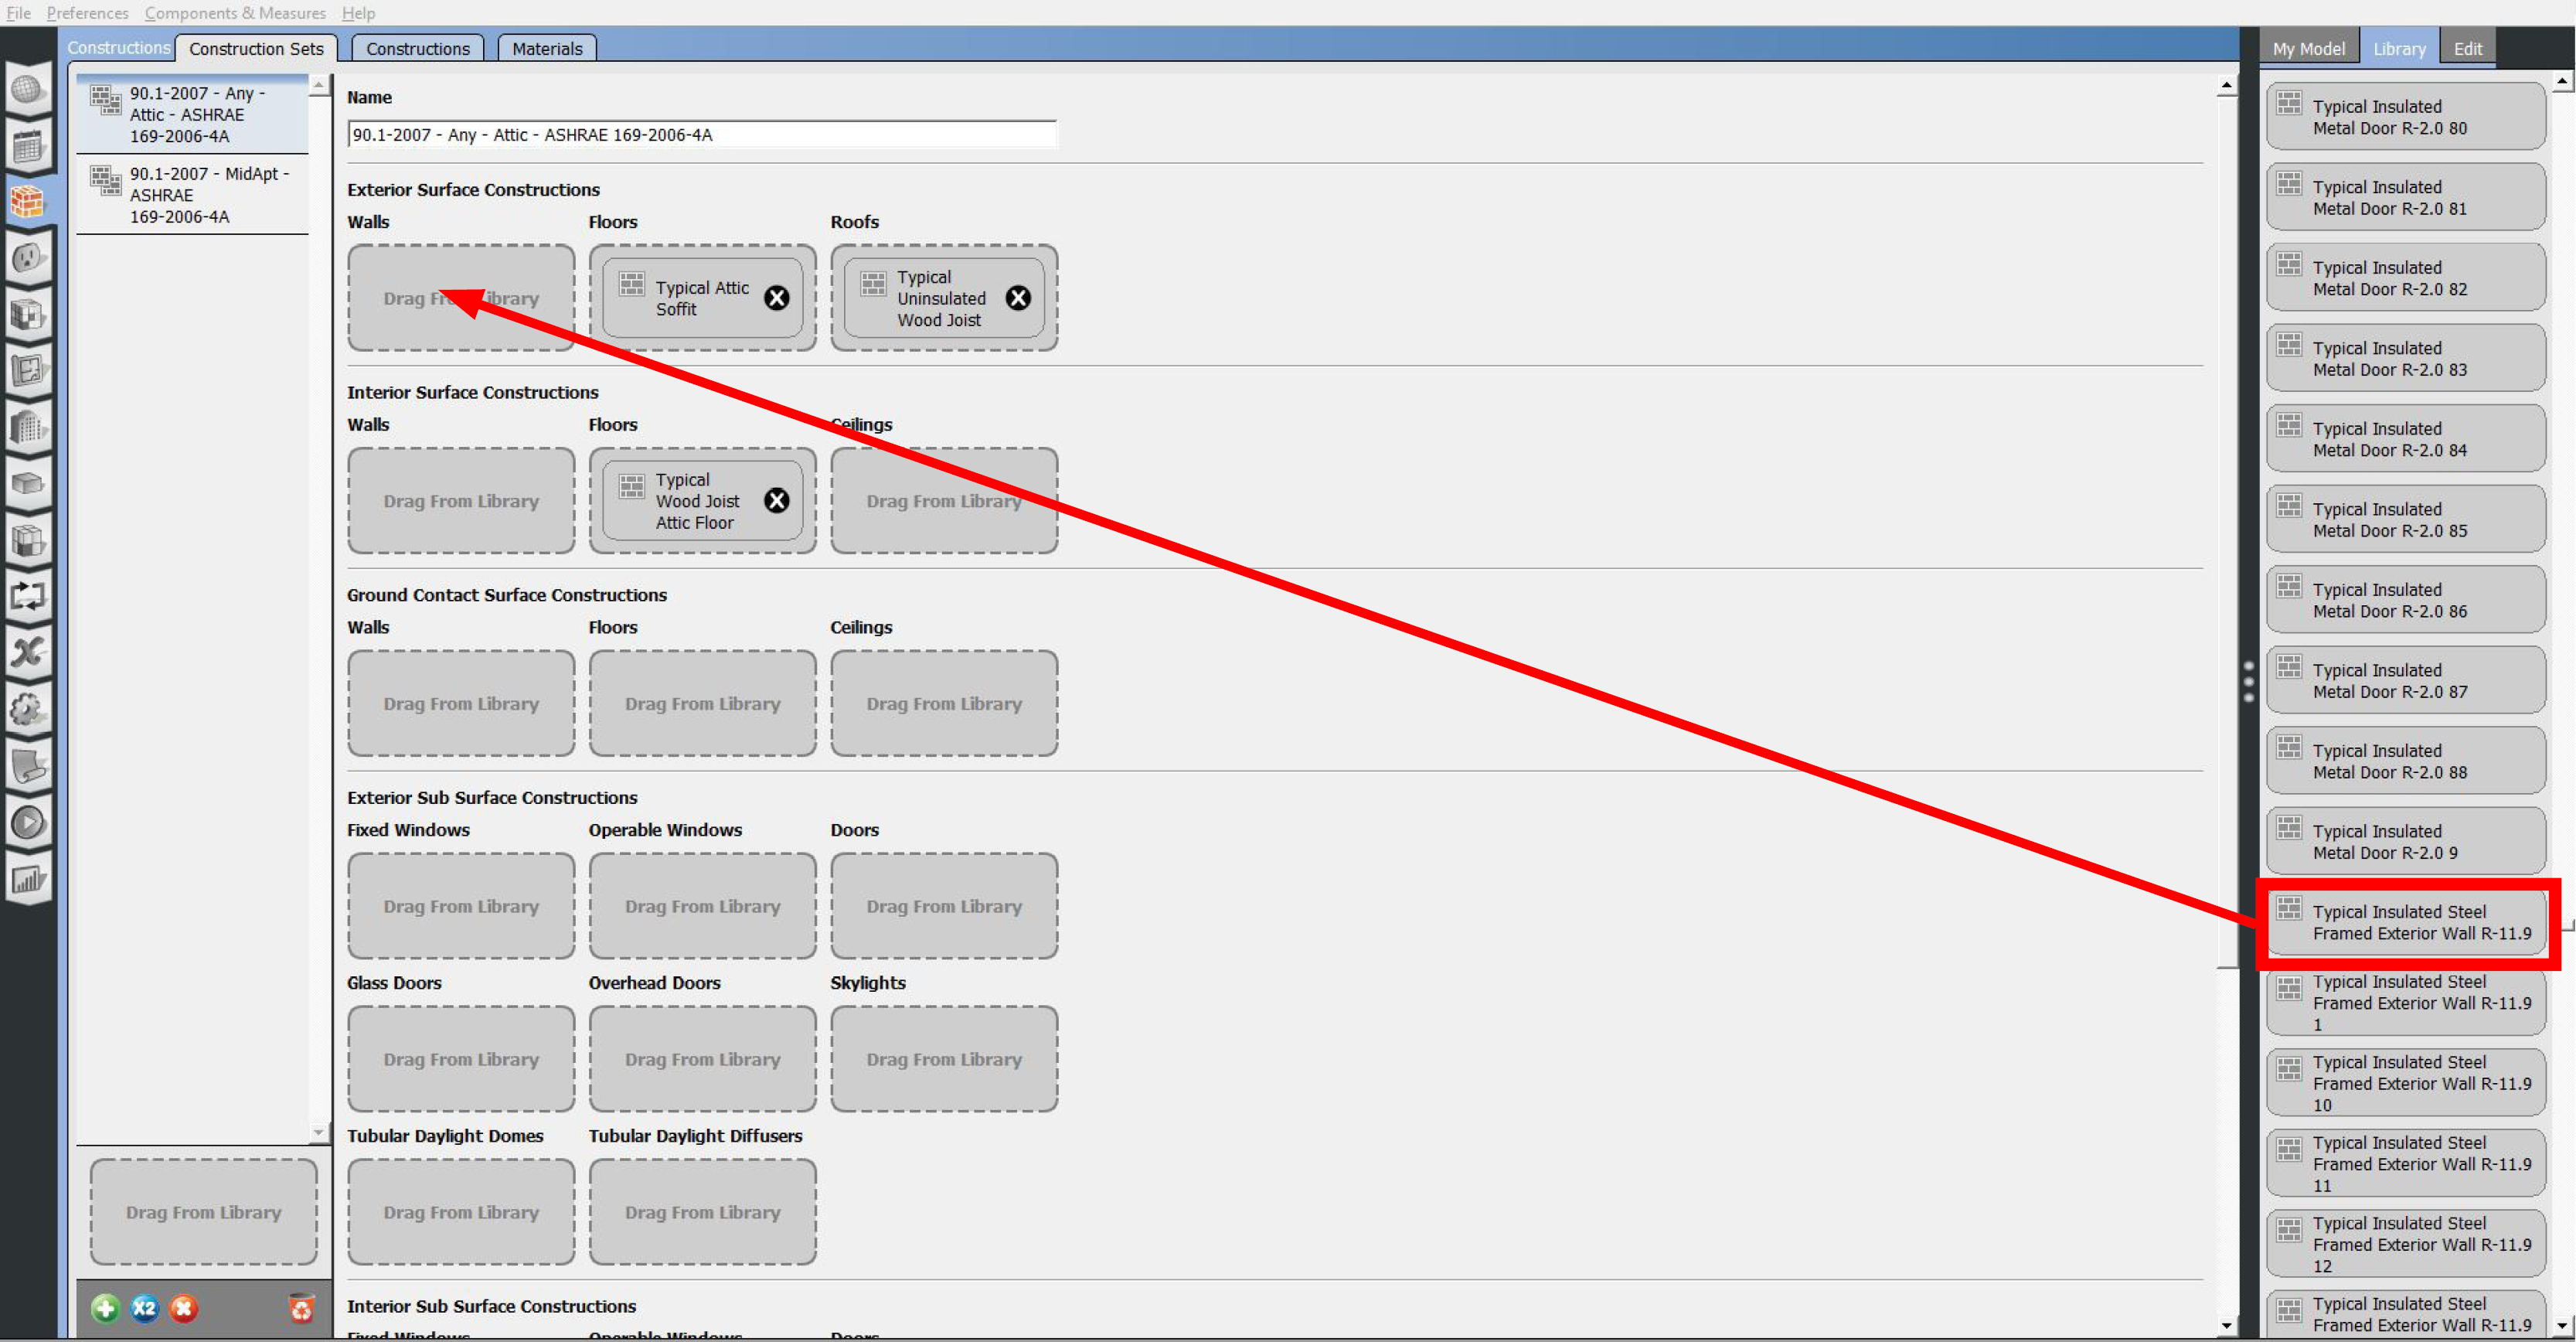 File Preferences Components & Measures Help
Constructions Construction Sets Constructions Materials
My Model Library Edit
90.1-2007 - Any -
Attic - ASHRAE
169-2006-4A
90.1-2007 - MidApt -
ASHRAE
169-2006-4A
Drag From Library
X2
Name
90.1-2007 - Any - Attic - ASHRAE 169-2006-4A
Exterior Surface Constructions
Walls Floors Roofs
Drag From Library
Typical Attic
Soffit
Typical
Uninsulated
Wood Joist
Interior Surface Constructions
Walls Floors Ceilings
Drag From Library
Typical
Wood Joist
Attic Floor
Drag From Library
Ground Contact Surface Constructions
Walls Floors Ceilings
Drag From Library Drag From Library Drag From Library
Exterior Sub Surface Constructions
Fixed Windows Operable Windows Doors
Drag From Library Drag From Library Drag From Library
Glass Doors Overhead Doors Skylights
Drag From Library Drag From Library Drag From Library
Tubular Daylight Domes Tubular Daylight Diffusers
Drag From Library Drag From Library
Interior Sub Surface Constructions
Fixed Windows Operable Windows Doors
Typical Insulated
Metal Door R-2.0 80
Typical Insulated
Metal Door R-2.0 81
Typical Insulated
Metal Door R-2.0 82
Typical Insulated
Metal Door R-2.0 83
Typical Insulated
Metal Door R-2.0 84
Typical Insulated
Metal Door R-2.0 85
Typical Insulated
Metal Door R-2.0 86
Typical Insulated
Metal Door R-2.0 87
Typical Insulated
Metal Door R-2.0 88
Typical Insulated
Metal Door R-2.0 9
Typical Insulated Steel
Framed Exterior Wall R-11.9
Typical Insulated Steel
Framed Exterior Wall R-11.9
1
Typical Insulated Steel
Framed Exterior Wall R-11.9
10
Typical Insulated Steel
Framed Exterior Wall R-11.9
11
Typical Insulated Steel
Framed Exterior Wall R-11.9
12
Typical Insulated Steel
Framed Exterior Wall R-11.9